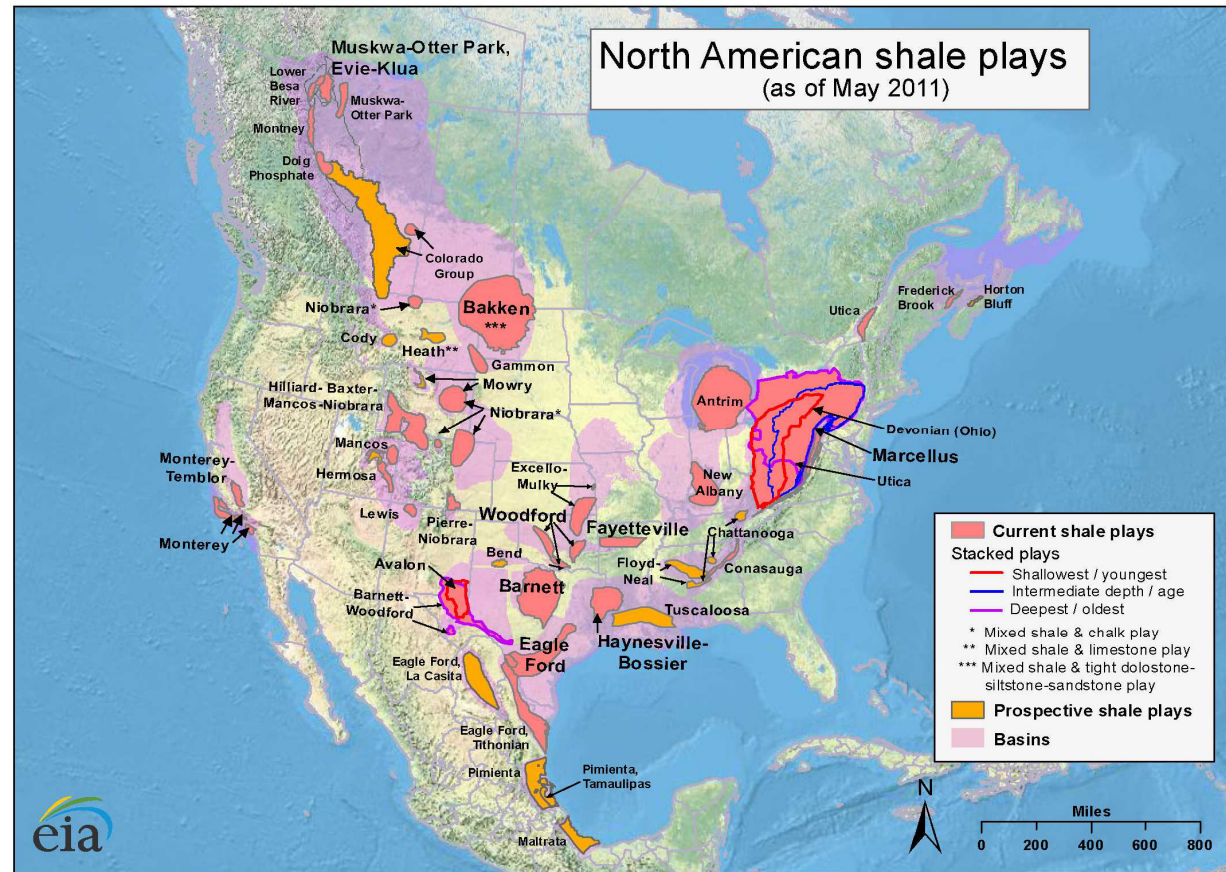 North American shale plays
(as of May 2011)
Muskwa-Otter Park,
Evie-Klua
Lower
Besa
River
Muskwa-
Otter Park
Montney
Doig
Phosphate
Colorado
Group
Niobrara*
Bakken
***
Cody
Heath**
Gammon
Mowry
Hilliard-Baxter-
Mancos-Niobrara
Niobrara*
Antrim
Utica
Frederick
Brook
Horton
Bluff
Devonian (Ohio)
Marcellus
Utica
Mancos
Hermosa
Monterey-
Temblor
Monterey
Lewis
Pierre-
Niobrara
Excello-
Mulky
New
Albany
Woodford
Fayetteville
Chattanooga
Bend
Floyd-
Neal
Conasauga
Avalon
Barnett
Barnett-
Woodford
Tuscaloosa
Haynesville-
Bossier
Eagle
Ford
Eagle Ford,
La Casita
Eagle Ford,
Tithonian
Pimienta
Pimienta,
Tamaulipas
Maltrata
Current shale plays
Stacked plays
Shallowest / youngest
Intermediate depth / age
Deepest / oldest
* Mixed shale & chalk play
** Mixed shale & limestone play
*** Mixed shale & tight dolostone-
siltstone-sandstone play
Prospective shale plays
Basins
N
Miles
0 200 400 600 800
eia